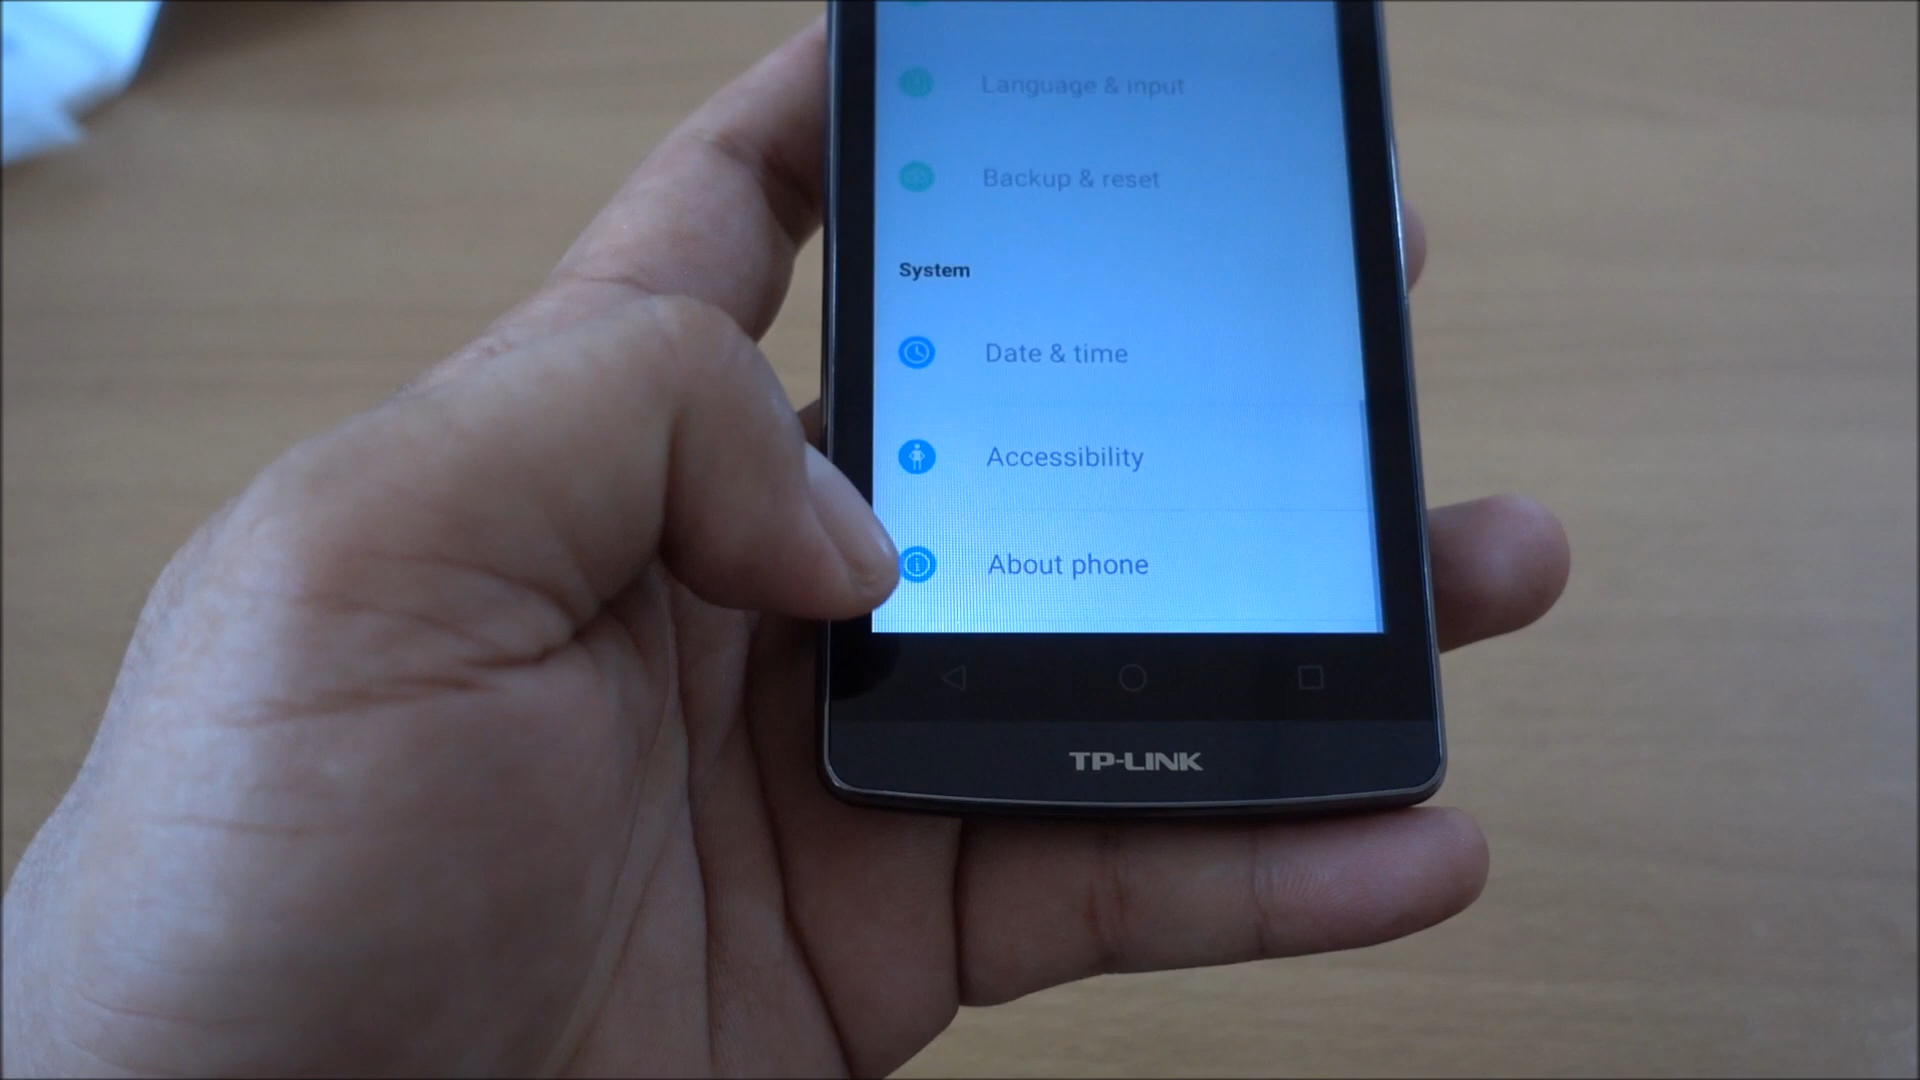 Language & input
Backup & reset
System
Date & time
Accessibility
About phone
TP-LINK